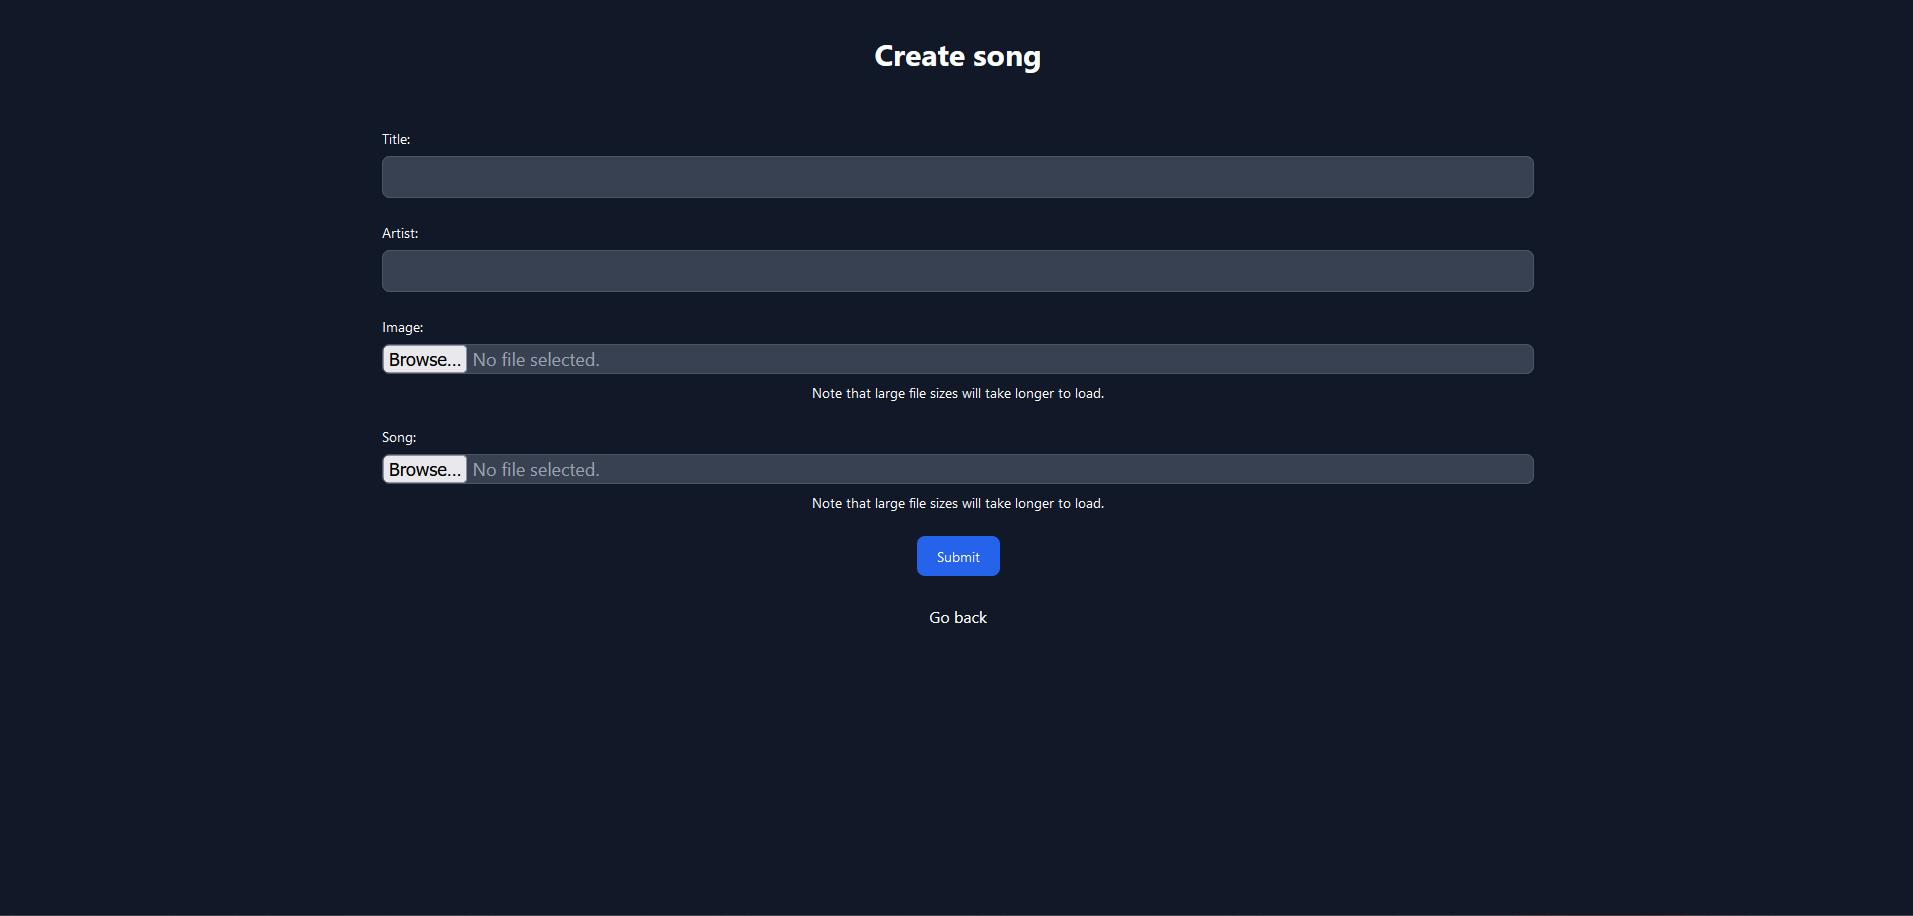 Create song
Title:
Artist:
Image:
Browse... No file selected.
Note that large file sizes will take longer to load.
Song:
Browse... No file selected.
Note that large file sizes will take longer to load.
Submit
Go back